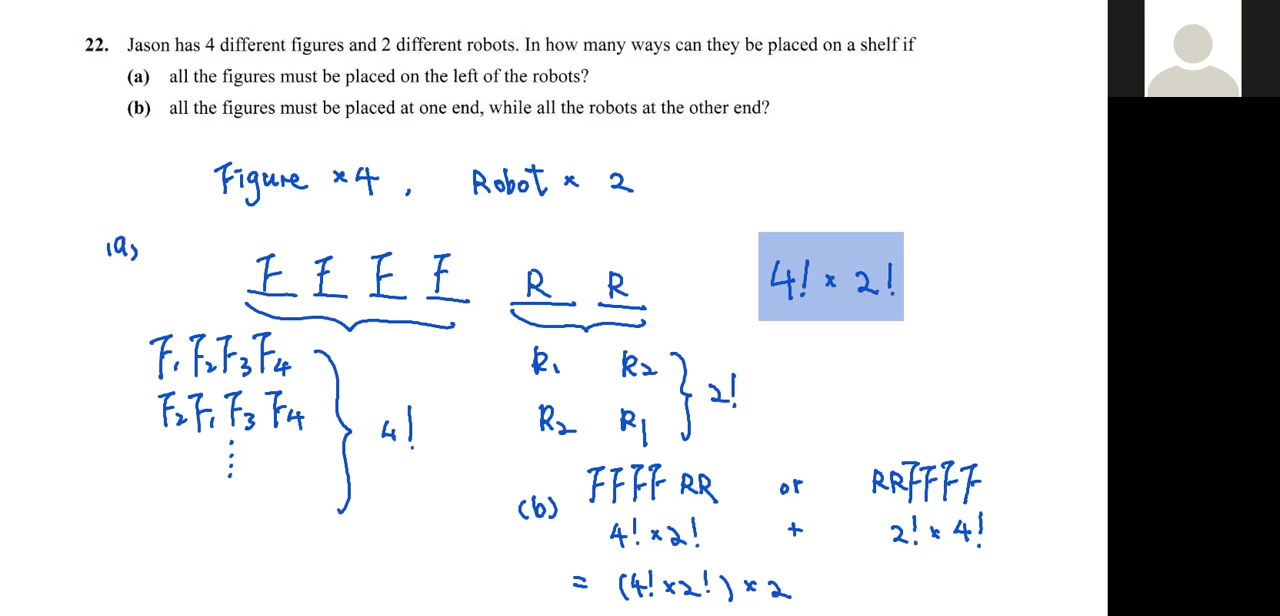 22. Jason has 4 different figures and 2 different robots. In how many ways can they be placed on a shelf if
(a) all the figures must be placed on the left of the robots?
(b) all the figures must be placed at one end, while all the robots at the other end?
Figure × 4 , Robot × 2
(a)
F F F F R R 4! × 2!
F₁ F₂ F₃ F₄
F₂ F₁ F₃ F₄
⋮
4!
R₁ R₂
R₂ R₁
2!
(b) FFFF RR or RRFFFF
4! × 2! + 2! × 4!
= (4! × 2!) × 2